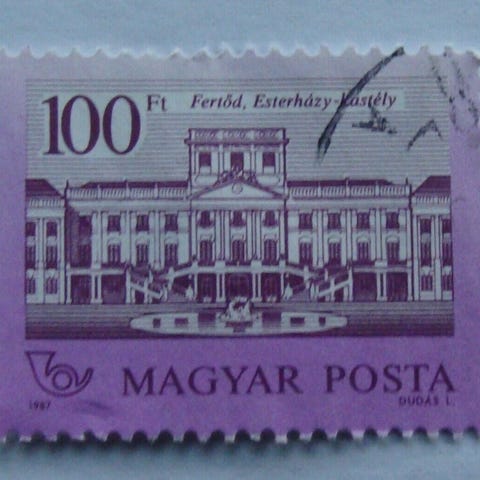 100 Ft Fertőd, Esterházy-kastély
MAGYAR POSTA
1987 DUDÁS L.